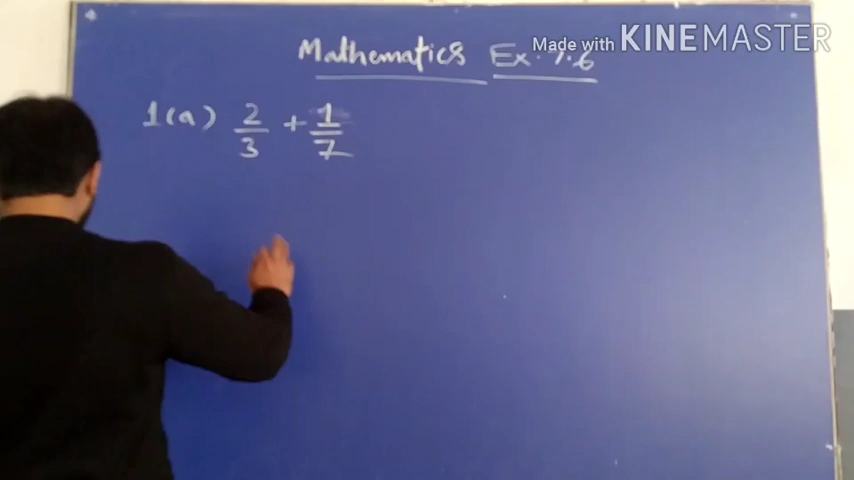 Made with KINEMASTER
Mathematics Ex. 7.6
1(a) 2/3 + 1/7